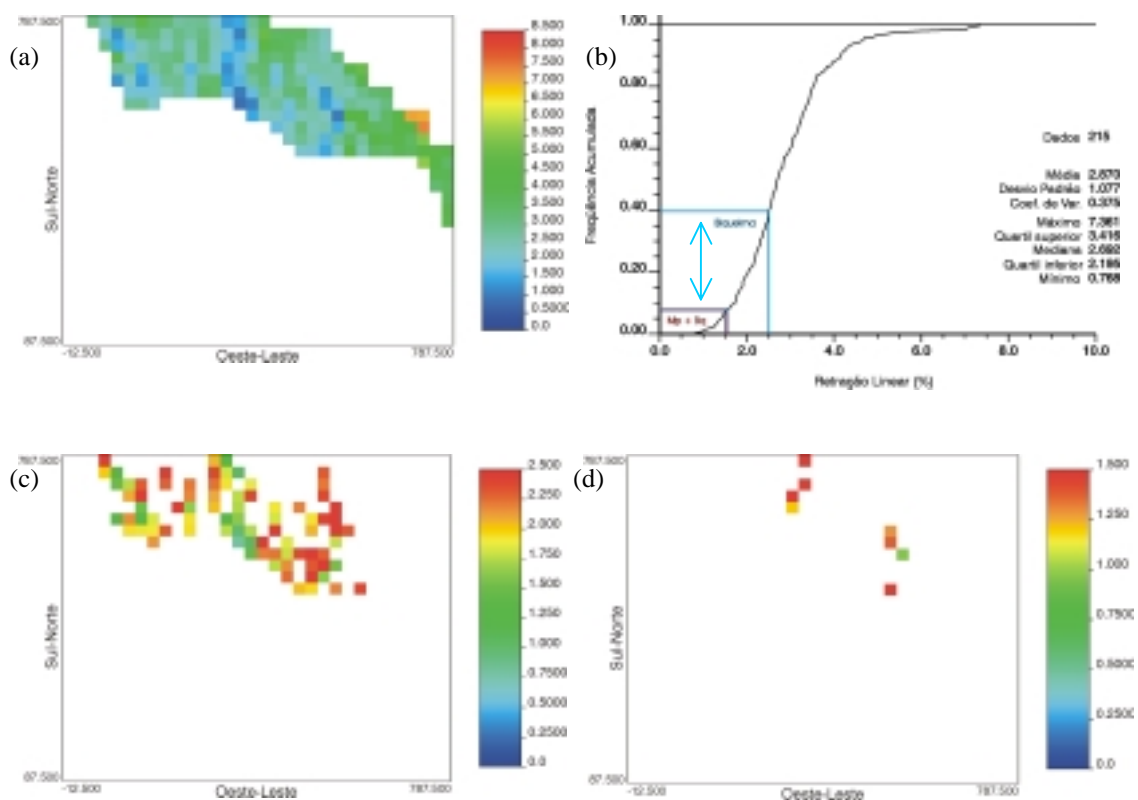 (a)
787.500
Sul-Norte
87.500
-12.500
Oeste-Leste
787.500
8.500
8.000
7.500
7.000
6.500
6.000
5.500
5.000
4.500
4.000
3.500
3.000
2.500
2.000
1.500
1.000
0.5000
0.0
(b)
Freqüência Acumulada
1.00
0.80
0.60
0.40
0.20
0.00
Biqueima
0.0
2.0
4.0
6.0
8.0
10.0
Retração Linear (%)
Dados 215
Média 2.870
Desvio Padrão 1.077
Coef. de Var. 0.375
Máximo 7.361
Quartil superior 3.416
Mediana 2.692
Quartil inferior 2.195
Mínimo 0.768
(c)
787.500
Sul-Norte
87.500
-12.500
Oeste-Leste
787.500
2.500
2.250
2.000
1.750
1.500
1.250
1.000
0.7500
0.5000
0.2500
0.0
(d)
787.500
Sul-Norte
87.500
-12.500
Oeste-Leste
787.500
1.500
1.250
1.000
0.7500
0.5000
0.2500
0.0